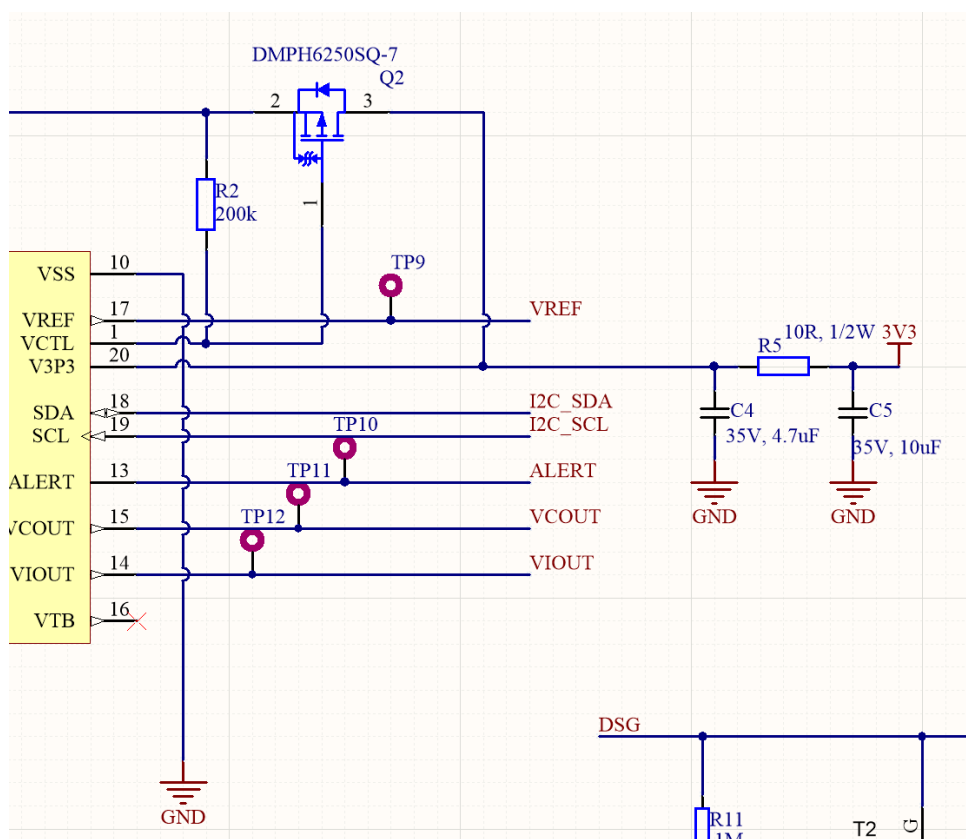 DMPH6250SQ-7
Q2
2
3
R2
200k
1
VSS
10
TP9
VREF
17
VREF
VCTL
1
V3P3
20
R5
10R, 1/2W
3V3
SDA
18
I2C_SDA
SCL
19
I2C_SCL
C4
35V, 4.7uF
C5
35V, 10uF
TP10
ALERT
13
ALERT
TP11
GND
GND
VCOUT
15
VCOUT
TP12
VIOUT
14
VIOUT
VTB
16
DSG
GND
R11
1M
T2
G